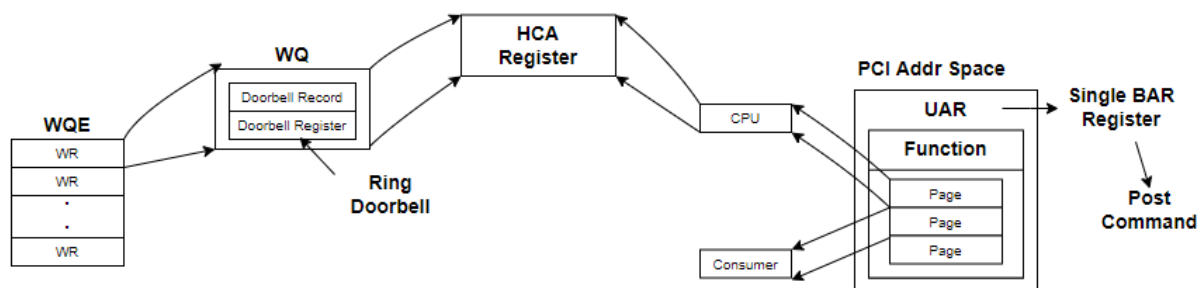 WQE
WR
WR
.
.
WR
WQ
Doorbell Record
Doorbell Register
Ring
Doorbell
HCA
Register
CPU
Consumer
PCI Addr Space
UAR
Function
Page
Page
Page
Single BAR
Register
Post
Command